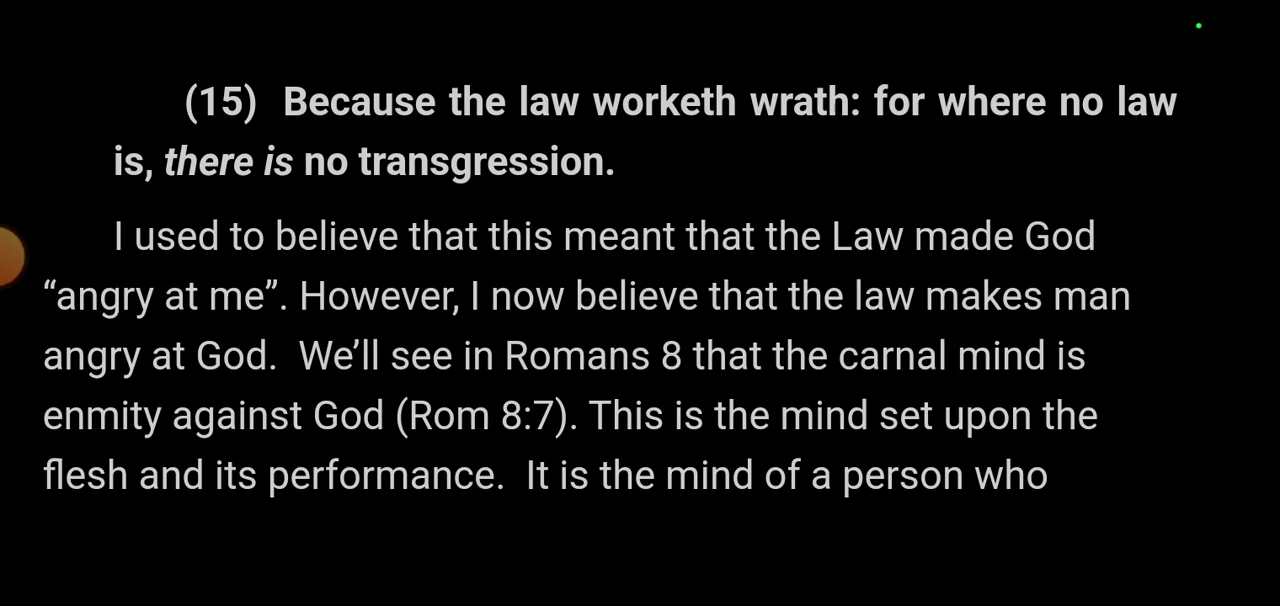 (15) Because the law worketh wrath: for where no law
is, there is no transgression.
I used to believe that this meant that the Law made God
“angry at me”. However, I now believe that the law makes man
angry at God. We’ll see in Romans 8 that the carnal mind is
enmity against God (Rom 8:7). This is the mind set upon the
flesh and its performance. It is the mind of a person who